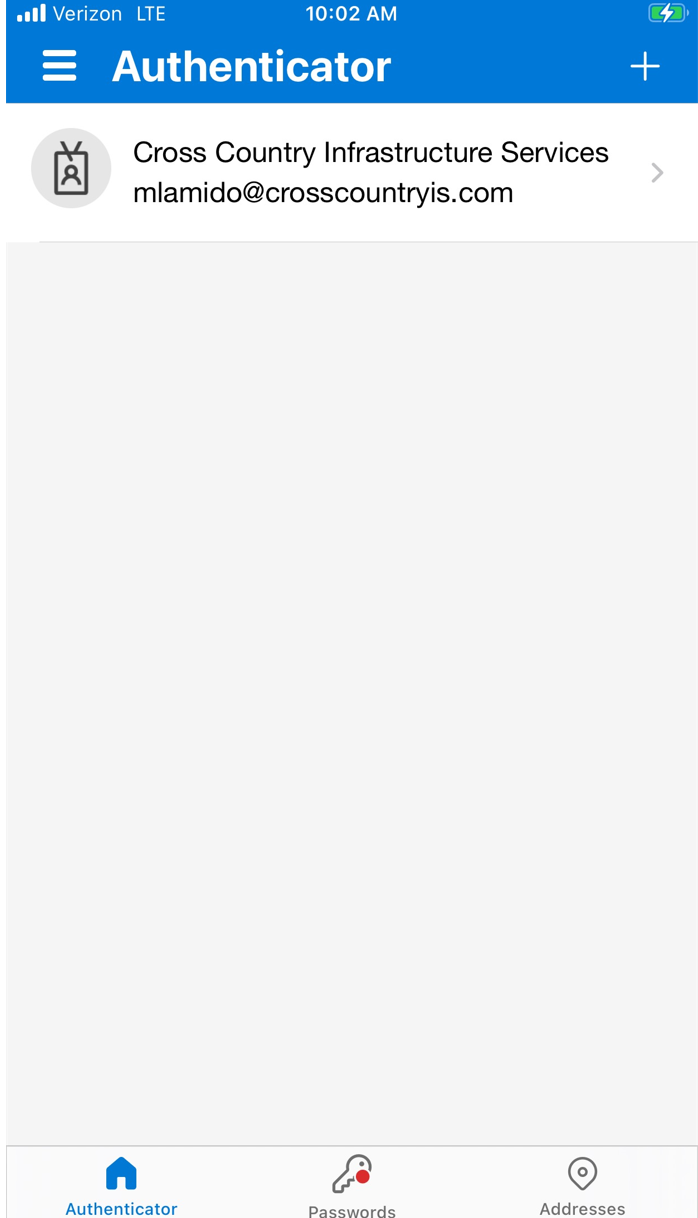 Verizon LTE 10:02 AM
Authenticator
Cross Country Infrastructure Services
mlamido@crosscountryis.com
Authenticator Passwords Addresses